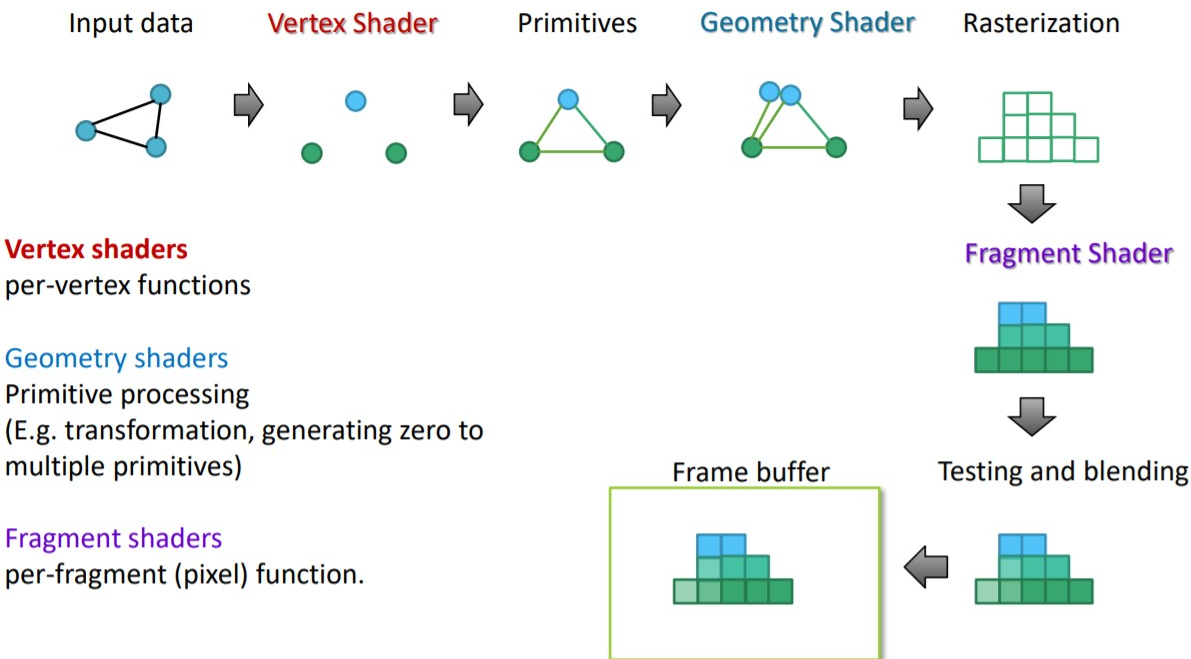 Input data
Vertex Shader
Primitives
Geometry Shader
Rasterization
Vertex shaders
per-vertex functions
Geometry shaders
Primitive processing
(E.g. transformation, generating zero to
multiple primitives)
Fragment shaders
per-fragment (pixel) function.
Fragment Shader
Testing and blending
Frame buffer